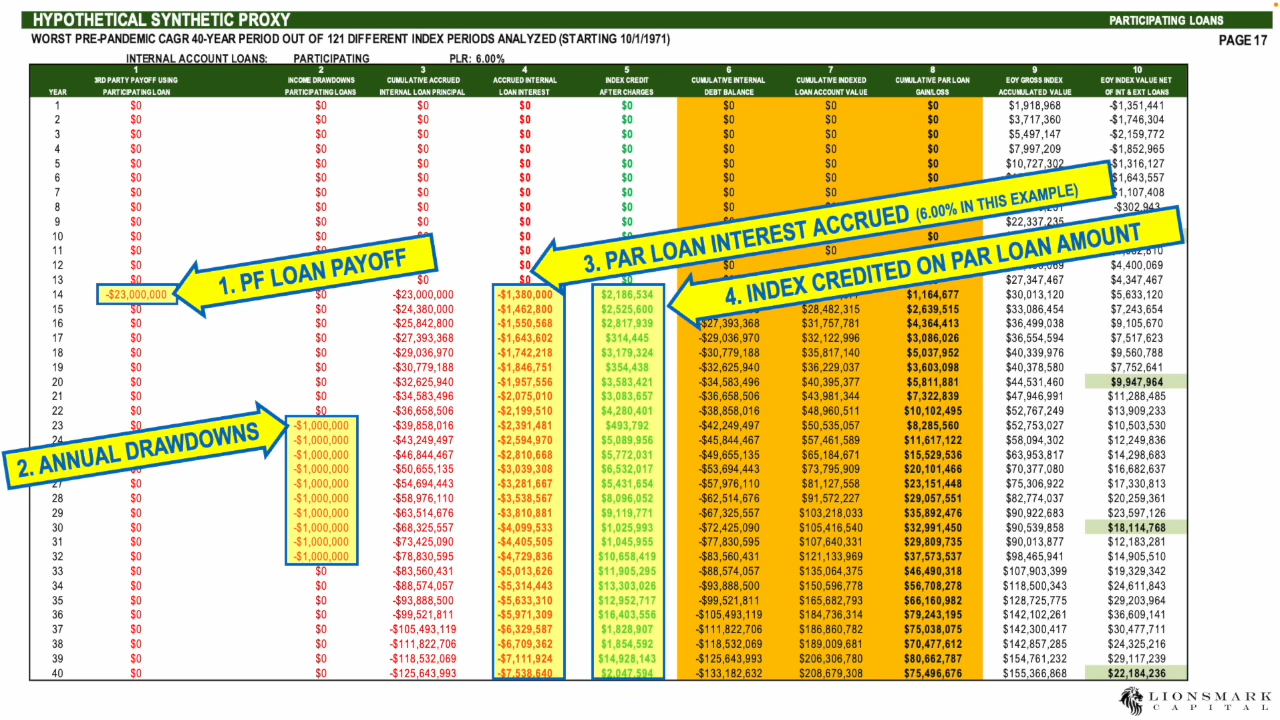 HYPOTHETICAL SYNTHETIC PROXY PARTICIPATING LOANS
WORST PRE-PANDEMIC CAGR 40-YEAR PERIOD OUT OF 121 DIFFERENT INDEX PERIODS ANALYZED (STARTING 10/1/1971) PAGE 17
INTERNAL ACCOUNT LOANS: PARTICIPATING PLR: 6.00%
1 2 3 4 5 6 7 8 9 10
3RD PARTY PAYOFF USING INCOME DRAWDOWNS CUMULATIVE ACCRUED ACCRUED INTERNAL INDEX CREDIT CUMULATIVE INTERNAL CUMULATIVE INDEXED CUMULATIVE PAR LOAN EOY GROSS INDEX EOY INDEX VALUE NET
YEAR PARTICIPATING LOAN PARTICIPATING LOANS INTERNAL LOAN PRINCIPAL LOAN INTEREST AFTER CHARGES DEBT BALANCE LOAN ACCOUNT VALUE GAIN/LOSS ACCUMULATED VALUE OF INT & EXT LOANS
1 $0 $0 $0 $0 $0 $0 $0 $0 $1,918,968 -$1,351,441
2 $0 $0 $0 $0 $0 $0 $0 $0 $3,717,360 -$1,746,304
3 $0 $0 $0 $0 $0 $0 $0 $0 $5,497,147 -$2,159,772
4 $0 $0 $0 $0 $0 $0 $0 $0 $7,997,209 -$1,852,965
5 $0 $0 $0 $0 $0 $0 $0 $0 $10,727,302 -$1,316,127
6 $0 $0 $0 $0 $0 $0 $0 $0 $1,643,557
7 $0 $0 $0 $0 $0 $0 $0 $0 $1,107,408
8 $0 $0 $0 $0 $0 $0 $0 -$302,943
9 $0 $0 $0 $0 $0 $22,337,235
10 $0 $0 $0 $0 $0
11 $0 $0 $0 $0 $0
12 $0 $0 $0 $4,400,069
13 $0 $0 $0 $0 $0 $27,347,467 $4,347,467
14 -$23,000,000 $0 -$23,000,000 -$1,380,000 $2,186,534 $1,164,677 $30,013,120 $5,633,120
15 $0 $0 -$24,380,000 -$1,462,800 $2,525,600 $28,482,315 $2,639,515 $33,086,454 $7,243,654
16 $0 $0 -$25,842,800 -$1,550,568 $2,817,939 -$27,393,368 $31,757,781 $4,364,413 $36,499,038 $9,105,670
17 $0 $0 -$27,393,368 -$1,643,602 $314,445 -$29,036,970 $32,122,996 $3,086,026 $36,554,594 $7,517,623
18 $0 $0 -$29,036,970 -$1,742,218 $3,179,324 -$30,779,188 $35,817,140 $5,037,952 $40,339,976 $9,560,788
19 $0 $0 -$30,779,188 -$1,846,751 $354,438 -$32,625,940 $36,229,037 $3,603,098 $40,378,580 $7,752,641
20 $0 $0 -$32,625,940 -$1,957,556 $3,583,421 -$34,583,496 $40,395,377 $5,811,881 $44,531,460 $9,947,964
21 $0 $0 -$34,583,496 -$2,075,010 $3,083,657 -$36,658,506 $43,981,344 $7,322,839 $47,946,991 $11,288,485
22 $0 $0 -$36,658,506 -$2,199,510 $4,280,401 -$38,858,016 $48,960,511 $10,102,495 $52,767,249 $13,909,233
23 -$1,000,000 -$39,858,016 -$2,391,481 $493,792 -$42,249,497 $50,535,057 $8,285,560 $52,753,027 $10,503,530
24 -$1,000,000 -$43,249,497 -$2,594,970 $5,089,956 -$45,844,467 $57,461,589 $11,617,122 $58,094,302 $12,249,836
-$1,000,000 -$46,844,467 -$2,810,668 $5,772,031 -$49,655,135 $65,184,671 $15,529,536 $63,953,817 $14,298,683
$0 -$1,000,000 -$50,655,135 -$3,039,308 $6,532,017 -$53,694,443 $73,795,909 $20,101,466 $70,377,080 $16,682,637
27 $0 -$1,000,000 -$54,694,443 -$3,281,667 $5,431,654 -$57,976,110 $81,127,558 $23,151,448 $75,306,922 $17,330,813
28 $0 -$1,000,000 -$58,976,110 -$3,538,567 $8,096,052 -$62,514,676 $91,572,227 $29,057,551 $82,774,037 $20,259,361
29 $0 -$1,000,000 -$63,514,676 -$3,810,881 $9,119,771 -$67,325,557 $103,218,033 $35,892,476 $90,922,683 $23,597,126
30 $0 -$1,000,000 -$68,325,557 -$4,099,533 $1,025,993 -$72,425,090 $105,416,540 $32,991,450 $90,539,858 $18,114,768
31 $0 -$1,000,000 -$73,425,090 -$4,405,505 $1,045,955 -$77,830,595 $107,640,331 $29,809,735 $90,013,877 $12,183,281
32 $0 -$1,000,000 -$78,830,595 -$4,729,836 $10,658,419 -$83,560,431 $121,133,969 $37,573,537 $98,465,941 $14,905,510
33 $0 $0 -$83,560,431 -$5,013,626 $11,905,295 -$88,574,057 $135,064,375 $46,490,318 $107,903,399 $19,329,342
34 $0 $0 -$88,574,057 -$5,314,443 $13,303,026 -$93,888,500 $150,596,778 $56,708,278 $118,500,343 $24,611,843
35 $0 $0 -$93,888,500 -$5,633,310 $12,952,717 -$99,521,811 $165,682,793 $66,160,982 $128,725,775 $29,203,964
36 $0 $0 -$99,521,811 -$5,971,309 $16,403,556 -$105,493,119 $184,736,314 $79,243,195 $142,102,261 $36,609,141
37 $0 $0 -$105,493,119 -$6,329,587 $1,828,907 -$111,822,706 $186,860,782 $75,038,075 $142,300,417 $30,477,711
38 $0 $0 -$111,822,706 -$6,709,362 $1,854,592 -$118,532,069 $189,009,681 $70,477,612 $142,857,285 $24,325,216
39 $0 $0 -$118,532,069 -$7,111,924 $14,928,143 -$125,643,993 $206,306,780 $80,662,787 $154,761,232 $29,117,239
40 $0 $0 -$125,643,993 -$7,538,640 $2,047,594 -$133,182,632 $208,679,308 $75,496,676 $155,366,868 $22,184,236
1. PF LOAN PAYOFF
2. ANNUAL DRAWDOWNS
3. PAR LOAN INTEREST ACCRUED (6.00% IN THIS EXAMPLE)
4. INDEX CREDITED ON PAR LOAN AMOUNT
LIONSMARK
CAPITAL